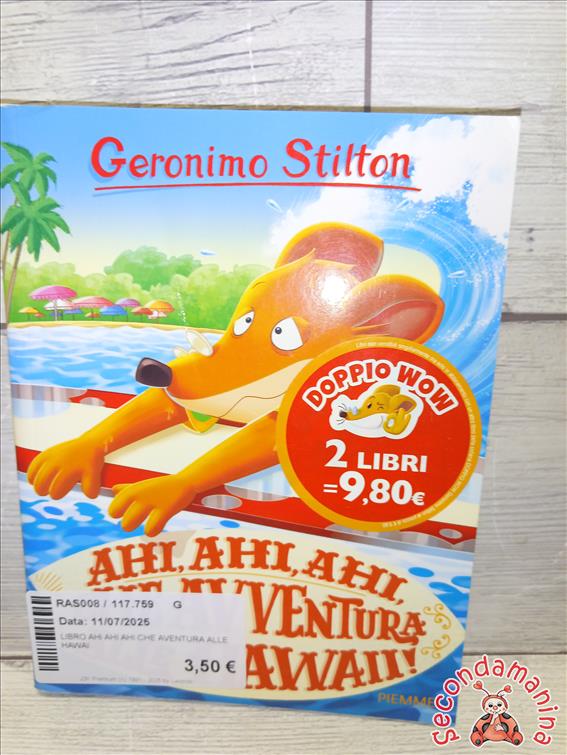 Geronimo Stilton
DOPPIO WOW
2 LIBRI
=9,80€
AHI, AHI, AHI,
AVVENTURA
AWAII!
RAS008 / 117.759 G
Data: 11/07/2025
LIBRO AHI AHI AHI CHE AVENTURA ALLE
HAWAI
3,50 €
PIEMME
secondamanina